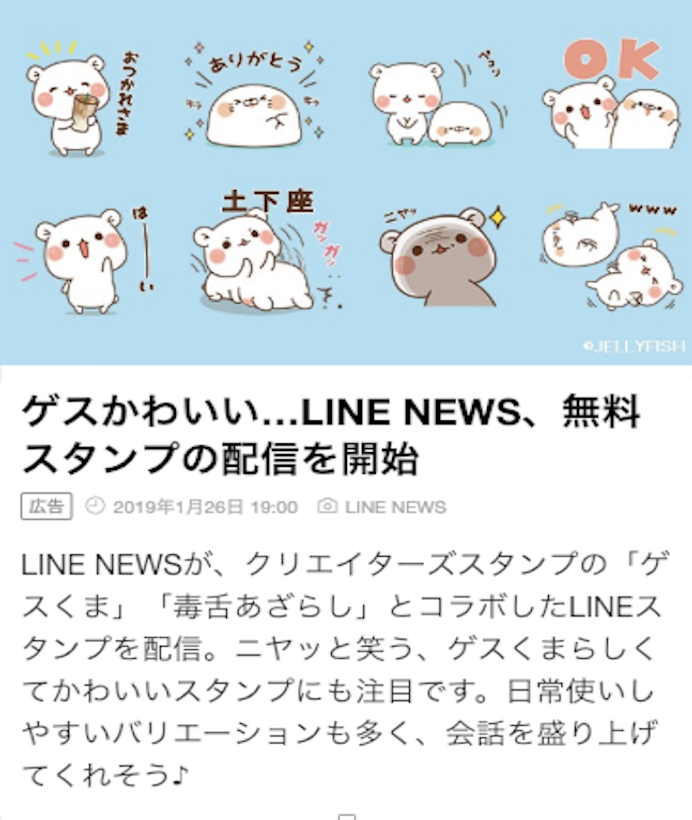 おつかれさま
ありがとう
キラ
キラ
ペコリ
OK
はーい
土下座
ガッガッ
ニヤッ
www
©JELLYFISH
ゲスかわいい…LINE NEWS、無料
スタンプの配信を開始
広告 2019年1月26日 19:00 LINE NEWS
LINE NEWSが、クリエイターズスタンプの「ゲ
スくま」「毒舌あざらし」とコラボしたLINEス
タンプを配信。ニヤッと笑う、ゲスくまらしく
てかわいいスタンプにも注目です。日常使いし
やすいバリエーションも多く、会話を盛り上げ
てくれそう♪